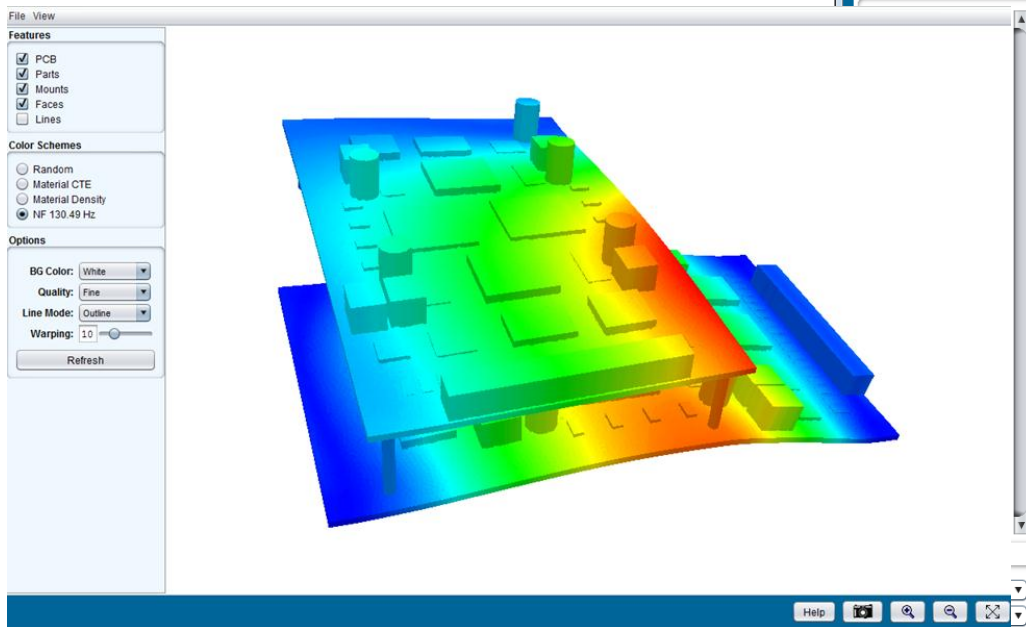 File View
Features
PCB
Parts
Mounts
Faces
Lines
Color Schemes
Random
Material CTE
Material Density
NF 130.49 Hz
Options
BG Color: White
Quality: Fine
Line Mode: Outline
Warping: 10
Refresh
Help